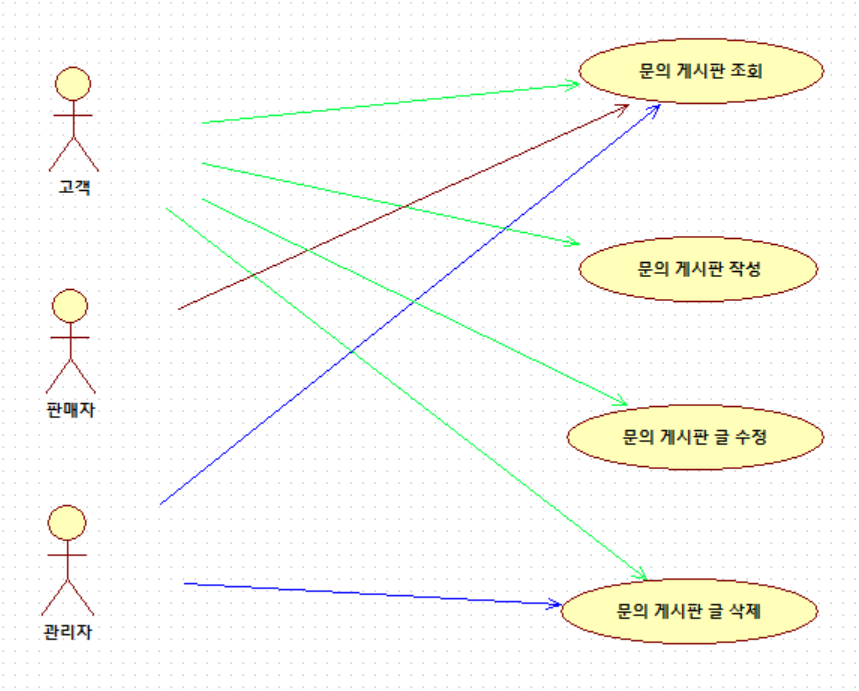 문의 게시판 조회
고객
문의 게시판 작성
판매자
문의 게시판 글 수정
문의 게시판 글 삭제
관리자